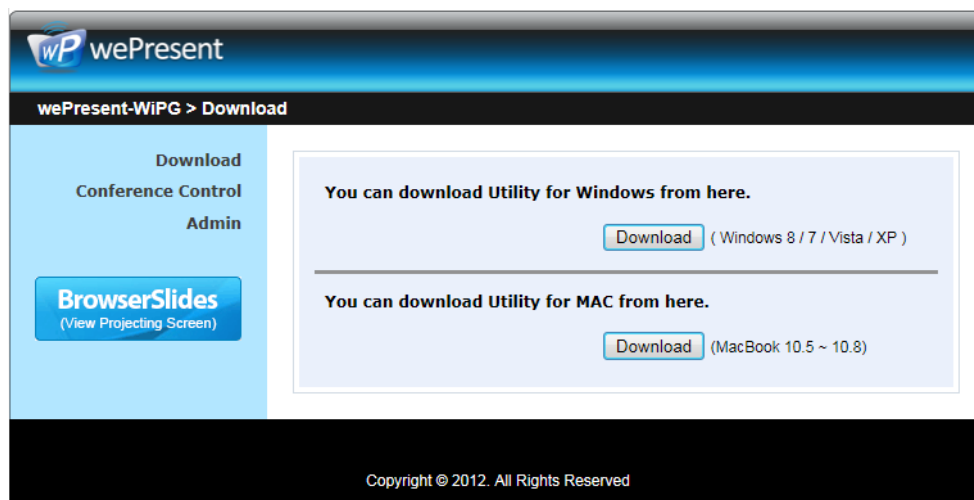 wP wePresent
wePresent-WiPG > Download
Download
Conference Control
Admin
BrowserSlides
(View Projecting Screen)
You can download Utility for Windows from here.
Download ( Windows 8 / 7 / Vista / XP )
You can download Utility for MAC from here.
Download (MacBook 10.5 ~ 10.8)
Copyright © 2012. All Rights Reserved